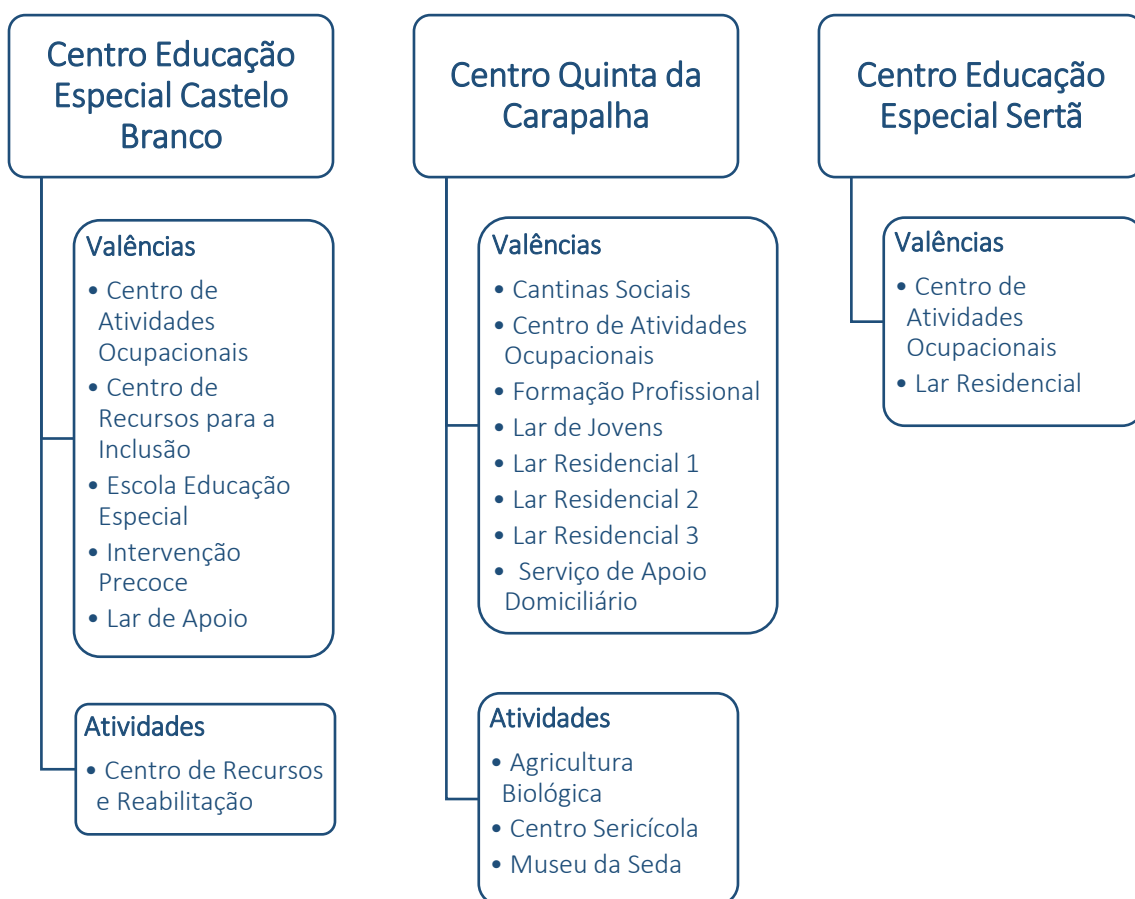 Centro Educação
Especial Castelo
Branco
Valências
• Centro de
Atividades
Ocupacionais
• Centro de
Recursos para a
Inclusão
• Escola Educação
Especial
• Intervenção
Precoce
• Lar de Apoio
Atividades
• Centro de Recursos
e Reabilitação
Centro Quinta da
Carapalha
Valências
• Cantinas Sociais
• Centro de Atividades
Ocupacionais
• Formação Profissional
• Lar de Jovens
• Lar Residencial 1
• Lar Residencial 2
• Lar Residencial 3
• Serviço de Apoio
Domiciliário
Atividades
• Agricultura
Biológica
• Centro Sericícola
• Museu da Seda
Centro Educação
Especial Sertã
Valências
• Centro de
Atividades
Ocupacionais
• Lar Residencial